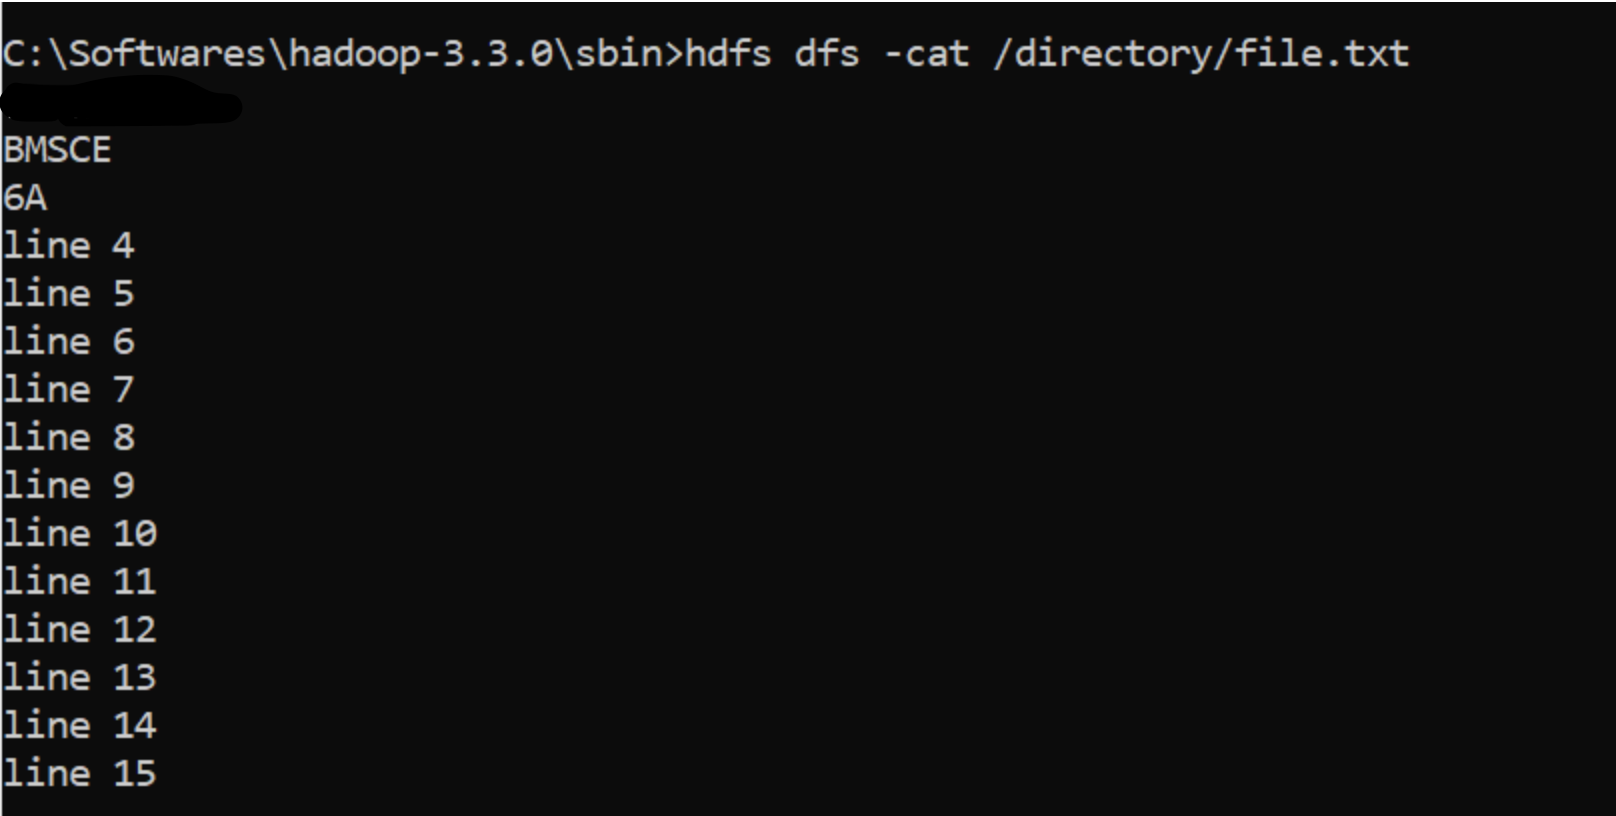 C:\Softwares\hadoop-3.3.0\sbin>hdfs dfs -cat /directory/file.txt
BMSCE
6A
line 4
line 5
line 6
line 7
line 8
line 9
line 10
line 11
line 12
line 13
line 14
line 15